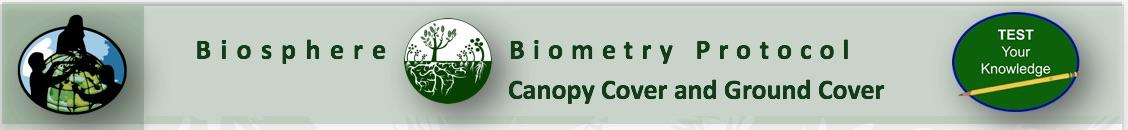 Biosphere Biometry Protocol
Canopy Cover and Ground Cover
TEST
Your
Knowledge